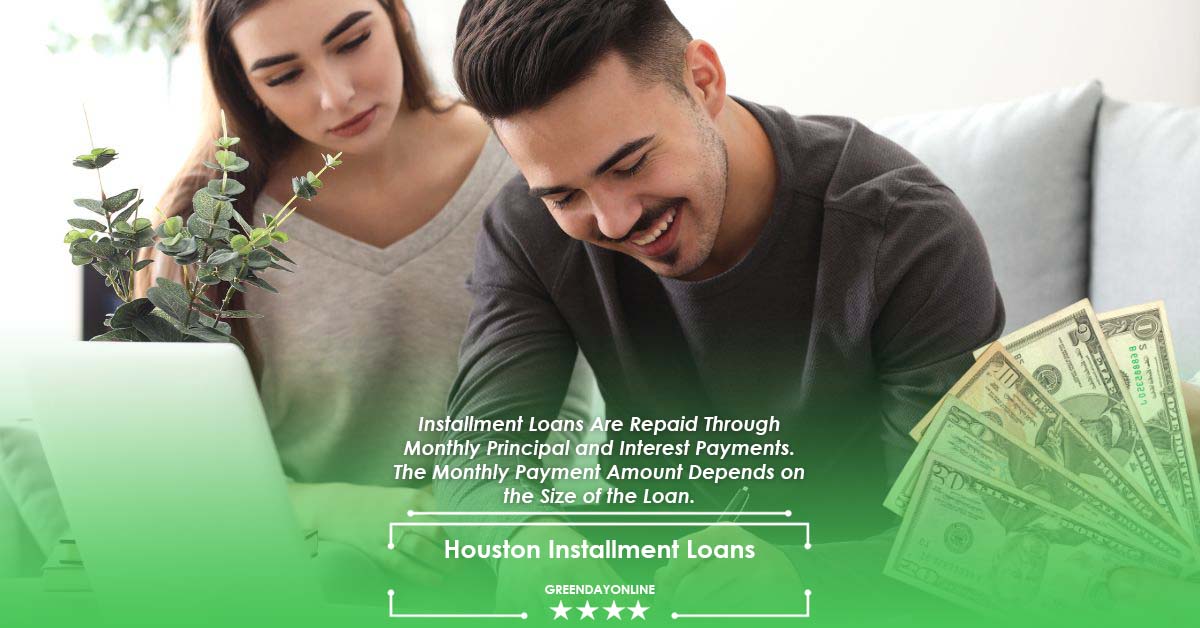 Installment Loans Are Repaid Through
Monthly Principal and Interest Payments.
The Monthly Payment Amount Depends on
the Size of the Loan.
Houston Installment Loans
GREENDAYONLINE